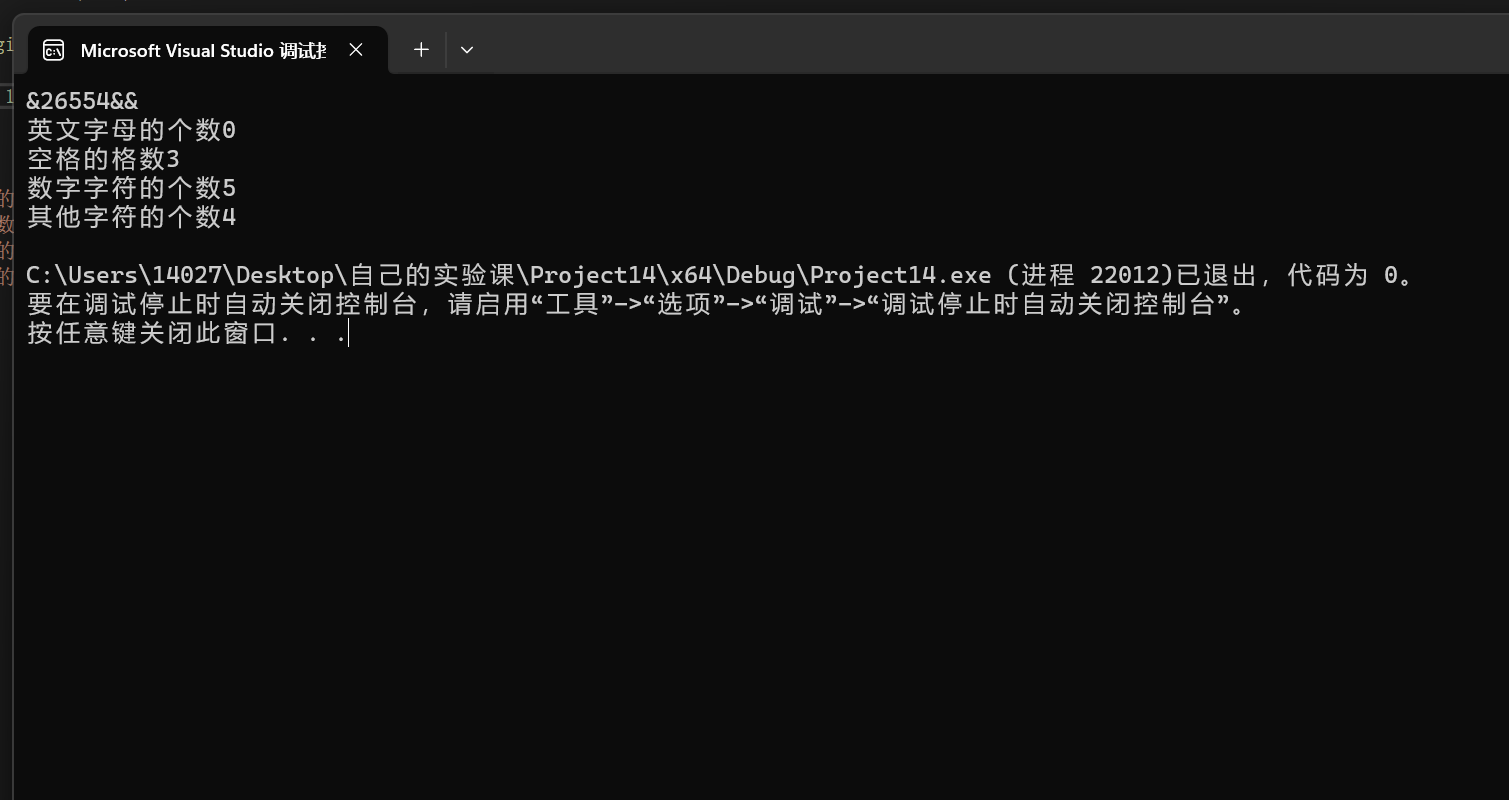 Microsoft Visual Studio 调试
&26554&&
英文字母的个数0
空格的格数3
数字字符的个数5
其他字符的个数4
C:\Users\14027\Desktop\自己的实验课\Project14\x64\Debug\Project14.exe (进程 22012)已退出，代码为 0。
要在调试停止时自动关闭控制台，请启用“工具”->“选项”->“调试”->“调试停止时自动关闭控制台”。
按任意键关闭此窗口. . .